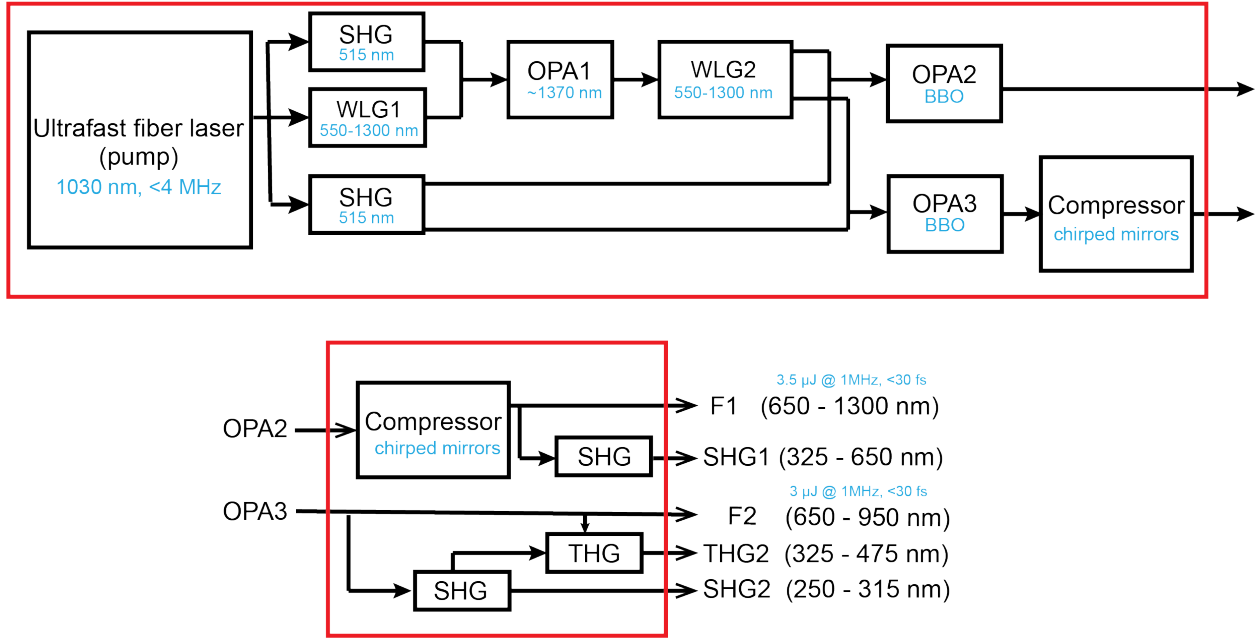 SHG
515 nm
WLG1
550-1300 nm
SHG
515 nm
Ultrafast fiber laser
(pump)
1030 nm, <4 MHz
OPA1
~1370 nm
WLG2
550-1300 nm
OPA2
BBO
OPA3
BBO
Compressor
chirped mirrors
OPA2
Compressor
chirped mirrors
3.5 µJ @ 1MHz, <30 fs
F1 (650 - 1300 nm)
SHG
SHG1 (325 - 650 nm)
OPA3
3 µJ @ 1MHz, <30 fs
F2 (650 - 950 nm)
THG
THG2 (325 - 475 nm)
SHG
SHG2 (250 - 315 nm)